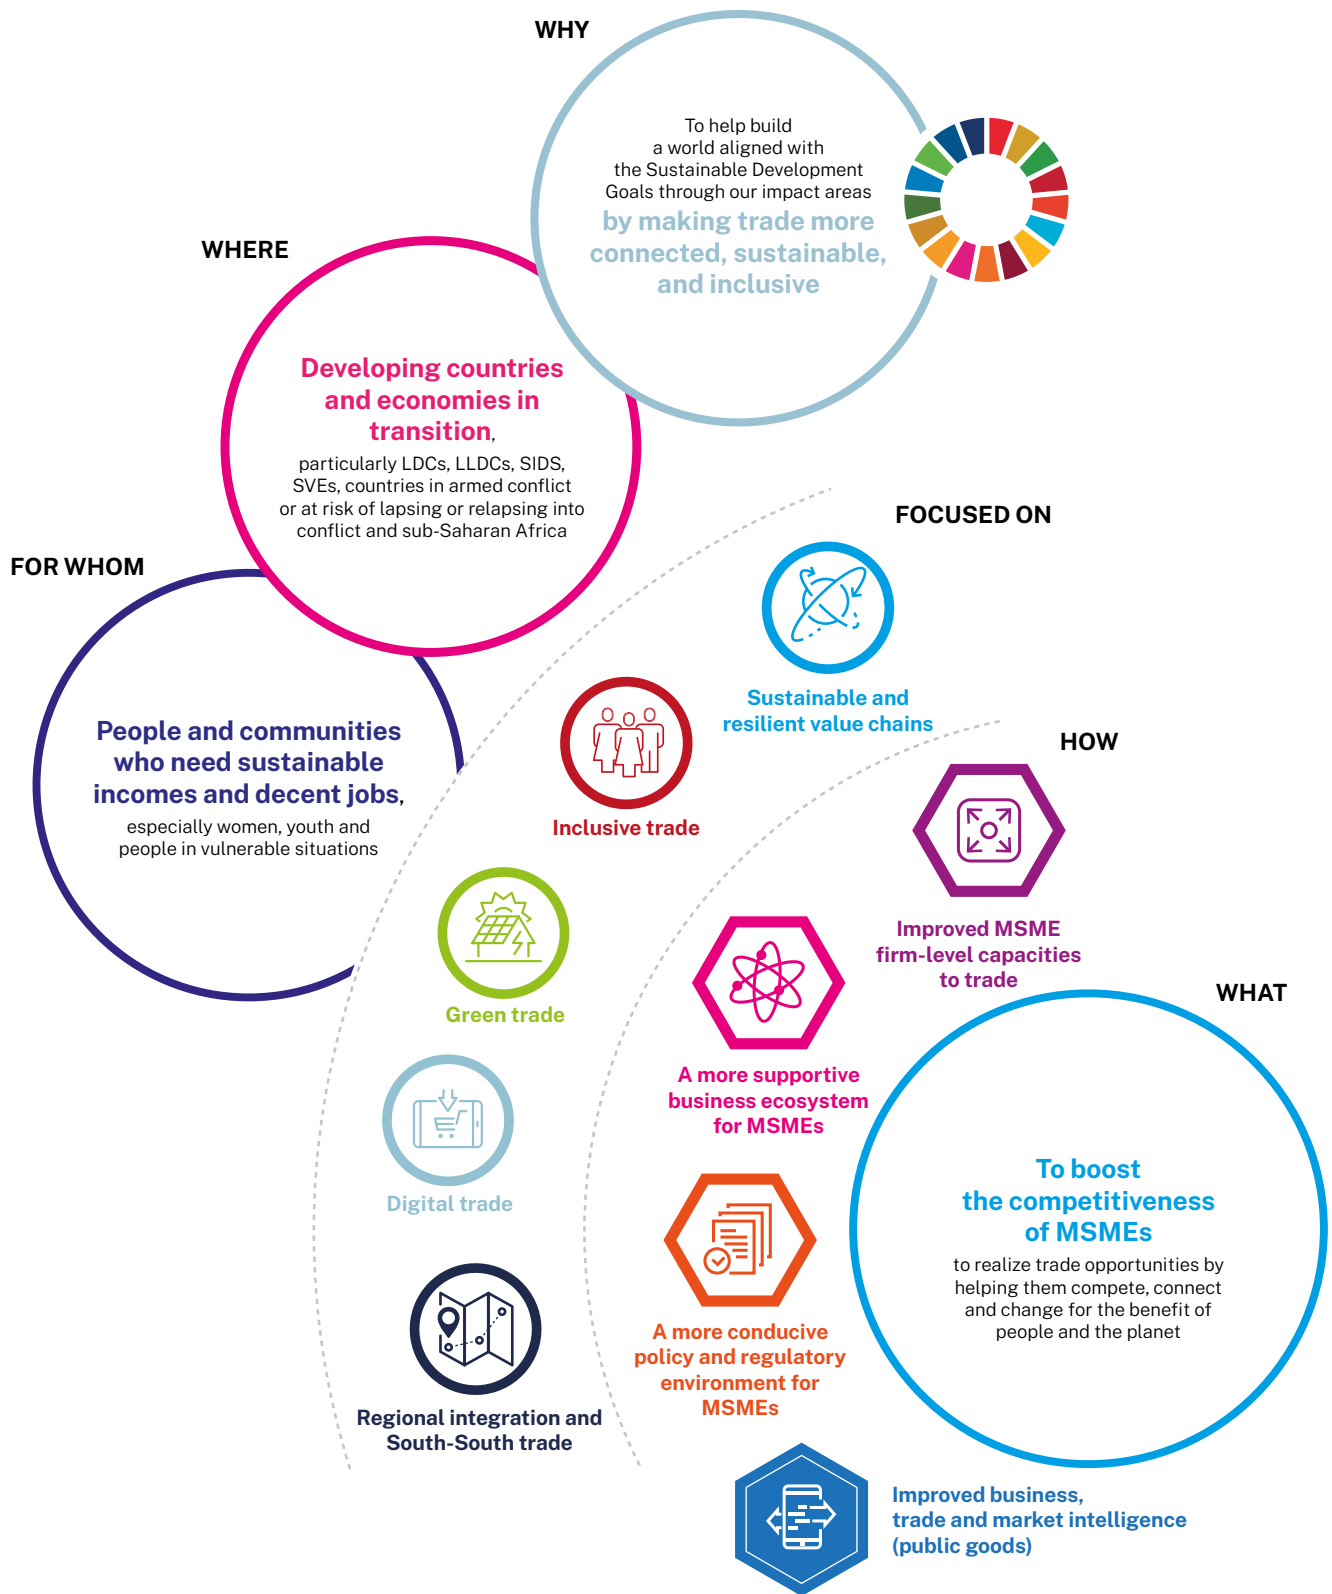 WHY
To help build
a world aligned with
the Sustainable Development
Goals through our impact areas
by making trade more
connected, sustainable,
and inclusive
WHERE
Developing countries
and economies in
transition,
particularly LDCs, LLDCs, SIDS,
SVEs, countries in armed conflict
or at risk of lapsing or relapsing into
conflict and sub-Saharan Africa
FOR WHOM
People and communities
who need sustainable
incomes and decent jobs,
especially women, youth and
people in vulnerable situations
FOCUSED ON
Sustainable and
resilient value chains
Inclusive trade
Green trade
Digital trade
Regional integration and
South-South trade
HOW
Improved MSME
firm-level capacities
to trade
A more supportive
business ecosystem
for MSMEs
A more conducive
policy and regulatory
environment for
MSMEs
Improved business,
trade and market intelligence
(public goods)
WHAT
To boost
the competitiveness
of MSMEs
to realize trade opportunities by
helping them compete, connect
and change for the benefit of
people and the planet